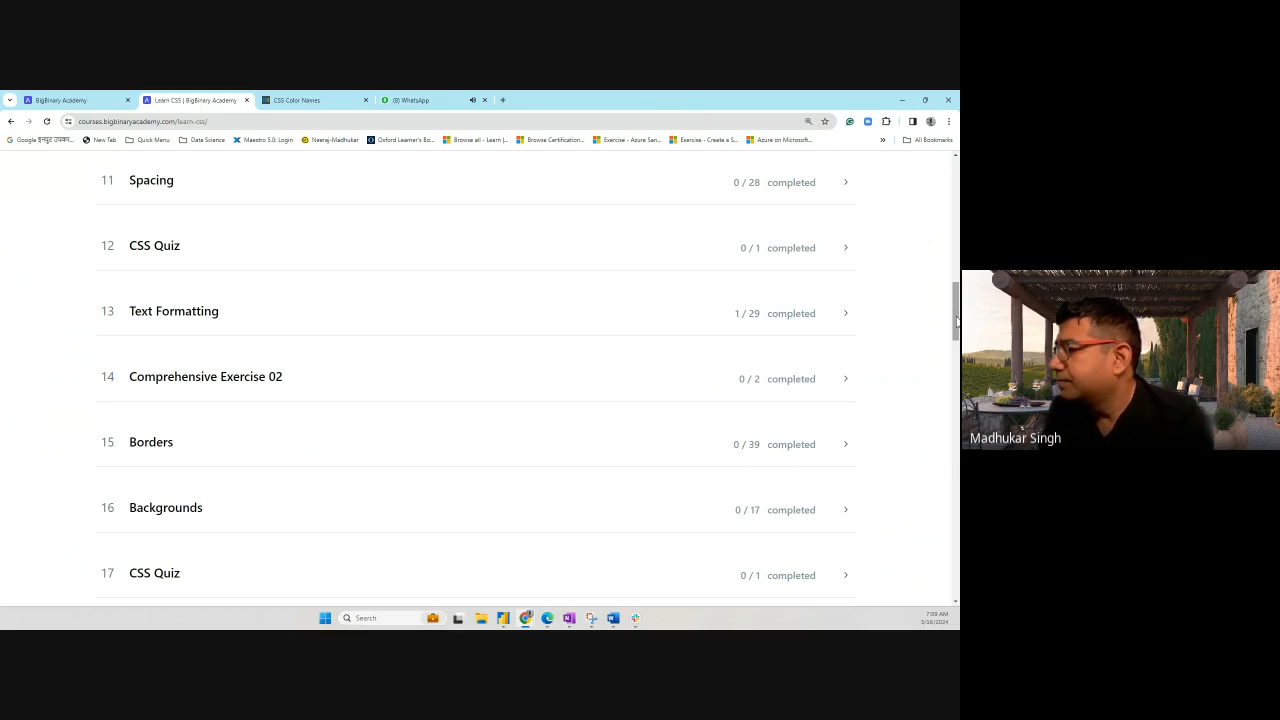 BigBinary Academy
Learn CSS | BigBinary Academy
CSS Color Names
(8) WhatsApp
courses.bigbinaryacademy.com/learn-css/
Google इनपुट उपकर...
New Tab
Quick Menu
Data Science
Maestro 5.0: Login
Neeraj-Madhukar
Oxford Learner's Bo...
Browse all - Learn |...
Browse Certification...
Exercise - Azure San...
Exercise - Create a S...
Azure on Microsoft...
»
All Bookmarks
11 Spacing 0 / 28 completed
12 CSS Quiz 0 / 1 completed
13 Text Formatting 1 / 29 completed
14 Comprehensive Exercise 02 0 / 2 completed
15 Borders 0 / 39 completed
16 Backgrounds 0 / 17 completed
17 CSS Quiz 0 / 1 completed
Madhukar Singh
Search
7:09 AM
3/16/2024